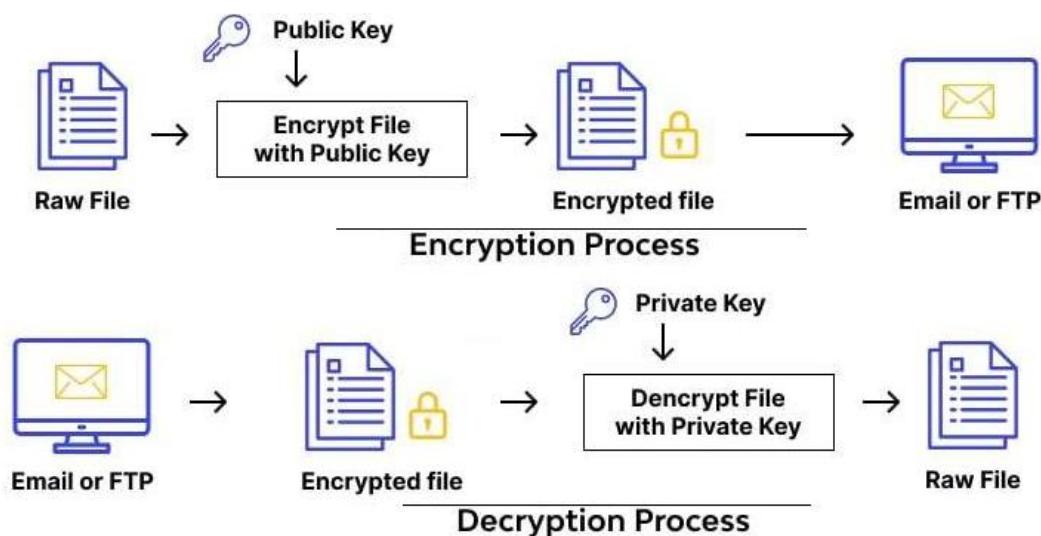 Public Key
Encrypt File
with Public Key
Raw File
Encrypted file
Email or FTP
Encryption Process
Private Key
Dencrypt File
with Private Key
Email or FTP
Encrypted file
Raw File
Decryption Process